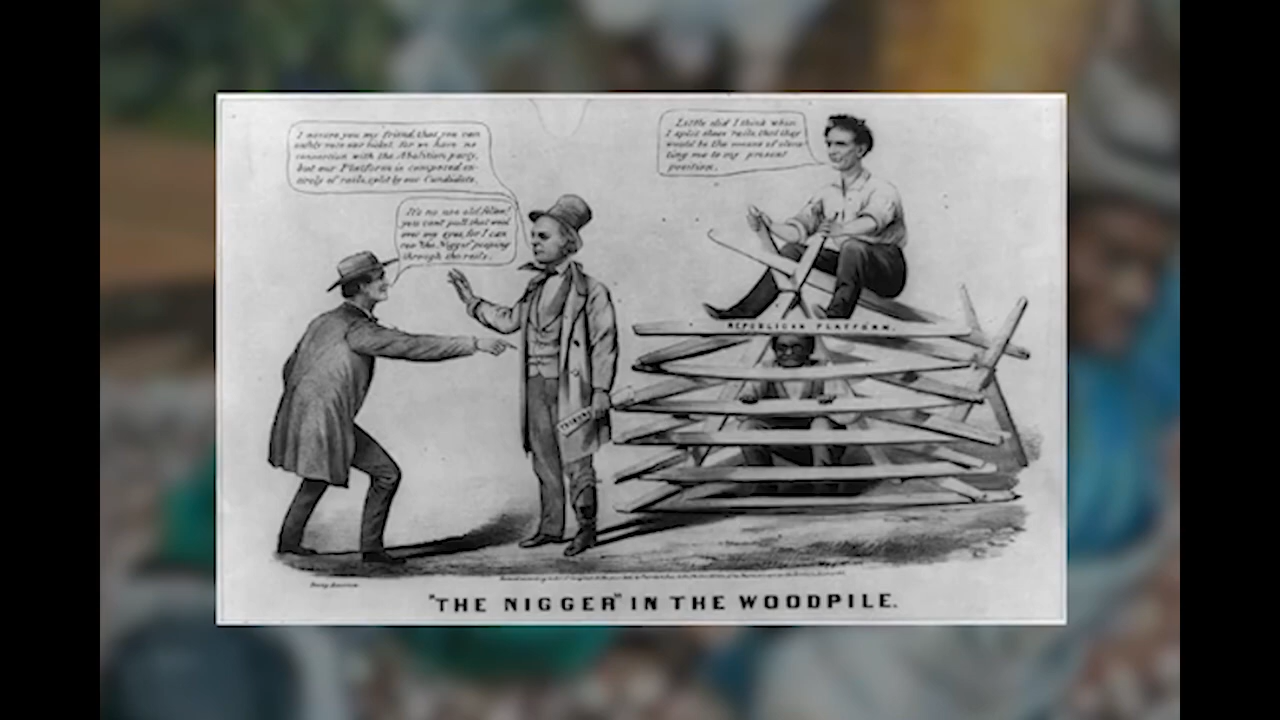 I assure you my friend, that you can
safely vote our ticket, for we have no
connection with the Abolition party,
but our Platform is composed en-
tirely of rails, split by our Candidate.
Little did I think when
I split these rails, that they
would be the means of eleva-
ting me to my present
position.
It's no use old fellow!
you can't pull that wool
over my eyes, for I can
see "the Nigger" peeping
through the rails.
REPUBLICAN PLATFORM.
TRIBUNE
"THE NIGGER" IN THE WOODPILE.